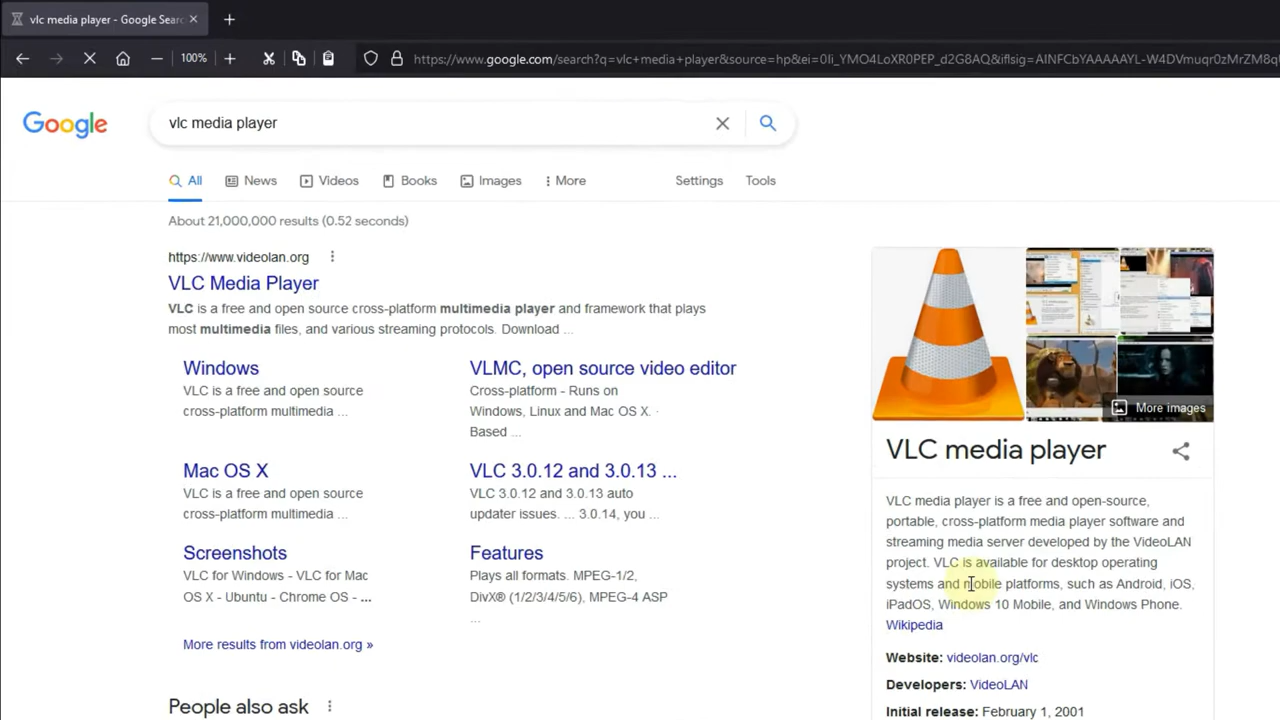 vlc media player - Google Searc
100%
https://www.google.com/search?q=vlc+media+player&source=hp&ei=0Ii_YMO4LoXR0PEP_d2G8AQ&iflsig=AINFCbYAAAAAYL-W4DVmuqr0zMrZM8ql
Google
vlc media player
All News Videos Books Images More Settings Tools
About 21,000,000 results (0.52 seconds)
https://www.videolan.org
VLC Media Player
VLC is a free and open source cross-platform multimedia player and framework that plays
most multimedia files, and various streaming protocols. Download ...
Windows
VLC is a free and open source
cross-platform multimedia ...
VLMC, open source video editor
Cross-platform - Runs on
Windows, Linux and Mac OS X. ·
Based ...
Mac OS X
VLC is a free and open source
cross-platform multimedia ...
VLC 3.0.12 and 3.0.13 ...
VLC 3.0.12 and 3.0.13 auto
updater issues. ... 3.0.14, you ...
Screenshots
VLC for Windows - VLC for Mac
OS X - Ubuntu - Chrome OS - ...
Features
Plays all formats. MPEG-1/2,
DivX® (1/2/3/4/5/6), MPEG-4 ASP
...
More results from videolan.org »
People also ask
More images
VLC media player
VLC media player is a free and open-source,
portable, cross-platform media player software and
streaming media server developed by the VideoLAN
project. VLC is available for desktop operating
systems and mobile platforms, such as Android, iOS,
iPadOS, Windows 10 Mobile, and Windows Phone.
Wikipedia
Website: videolan.org/vlc
Developers: VideoLAN
Initial release: February 1, 2001